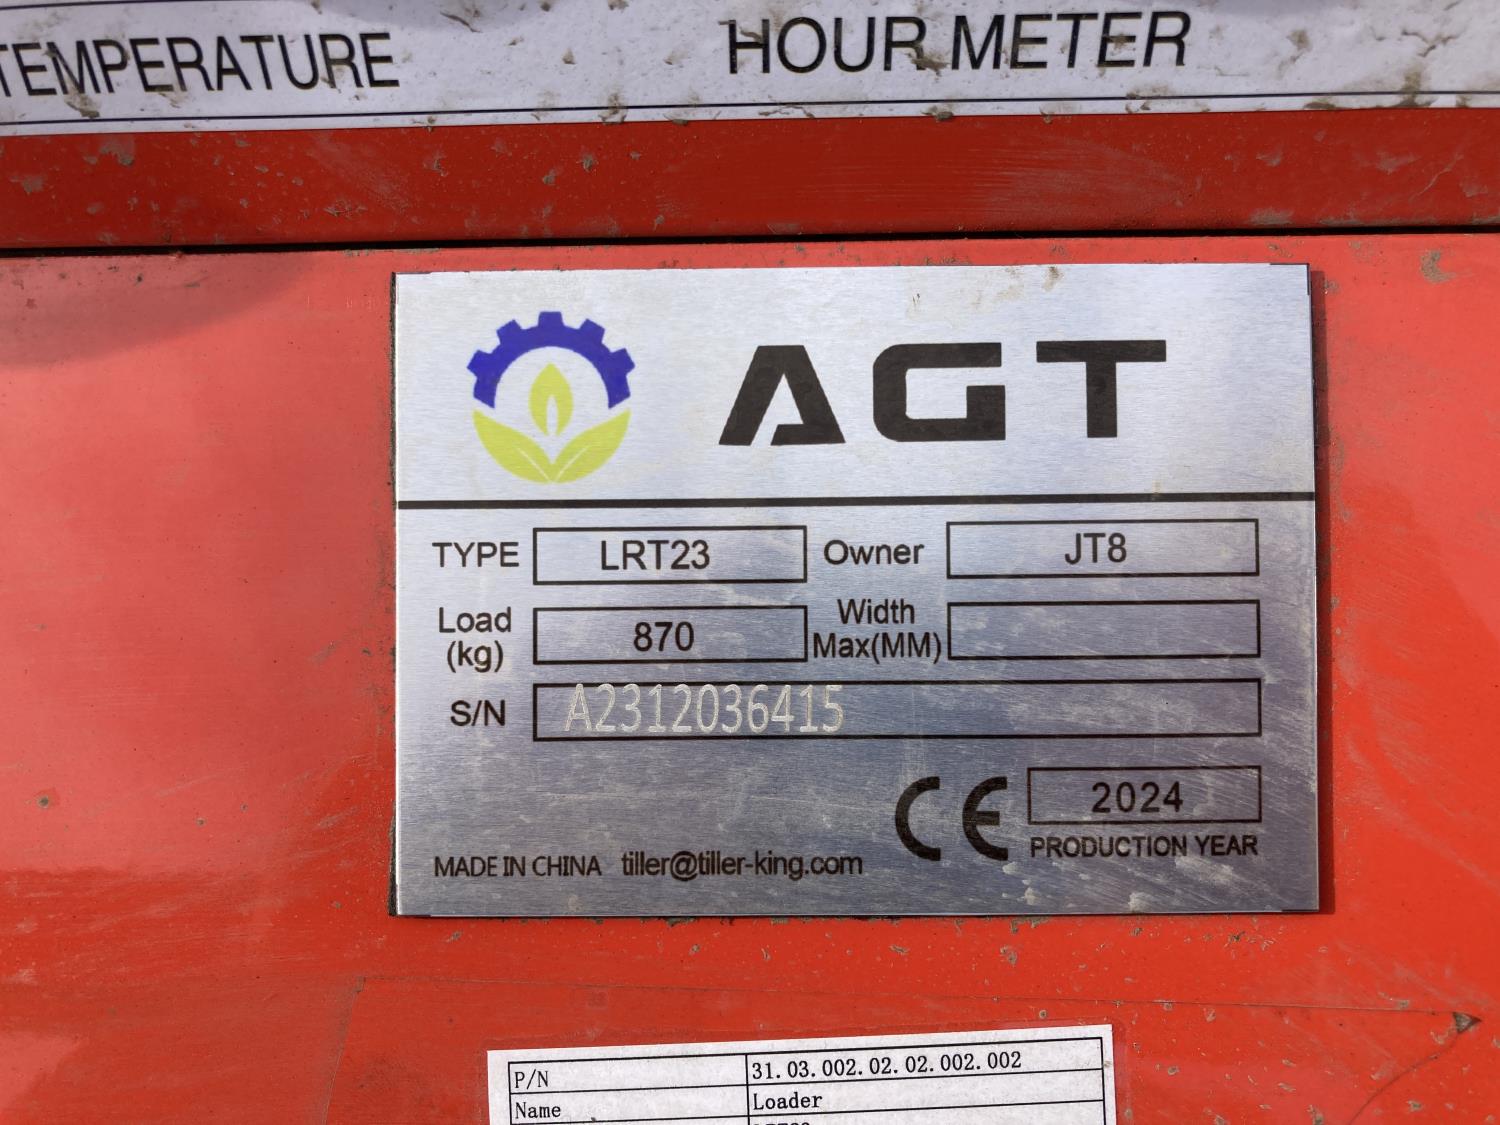 TEMPERATURE
HOUR METER
AGT
TYPE LRT23 Owner JT8
Load (kg) 870 Width Max(MM)
S/N A2312036415
CE 2024
PRODUCTION YEAR
MADE IN CHINA tiller@tiller-king.com
P/N 31.03.002.02.02.002.002
Name Loader